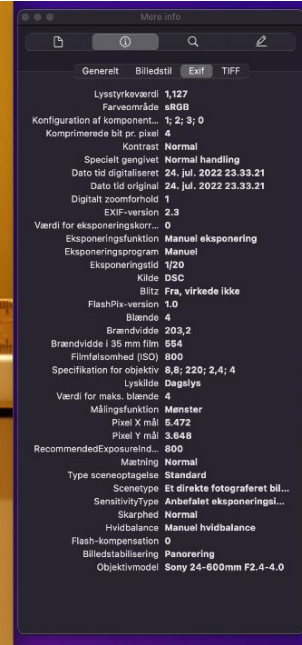 Mere info
Generelt Billedstil Exif TIFF
Lysstyrkeværdi 1,127
Farveområde sRGB
Konfiguration af komponent... 1; 2; 3; 0
Komprimerede bit pr. pixel 4
Kontrast Normal
Specielt gengivet Normal handling
Dato tid digitaliseret 24. jul. 2022 23.33.21
Dato tid original 24. jul. 2022 23.33.21
Digitalt zoomforhold 1
EXIF-version 2.3
Værdi for eksponeringskorr... 0
Eksponeringsfunktion Manuel eksponering
Eksponeringsprogram Manuel
Eksponeringstid 1/20
Kilde DSC
Blitz Fra, virkede ikke
FlashPix-version 1.0
Blænde 4
Brændvidde 203,2
Brændvidde i 35 mm film 554
Filmfølsomhed (ISO) 800
Specifikation for objektiv 8,8; 220; 2,4; 4
Lyskilde Dagslys
Værdi for maks. blænde 4
Målingsfunktion Mønster
Pixel X mål 5.472
Pixel Y mål 3.648
RecommendedExposureInd... 800
Mætning Normal
Type sceneoptagelse Standard
Scenetype Et direkte fotograferet bil...
SensitivityType Anbefalet eksponeringsi...
Skarphed Normal
Hvidbalance Manuel hvidbalance
Flash-kompensation 0
Billedstabilisering Panorering
Objektivmodel Sony 24-600mm F2.4-4.0